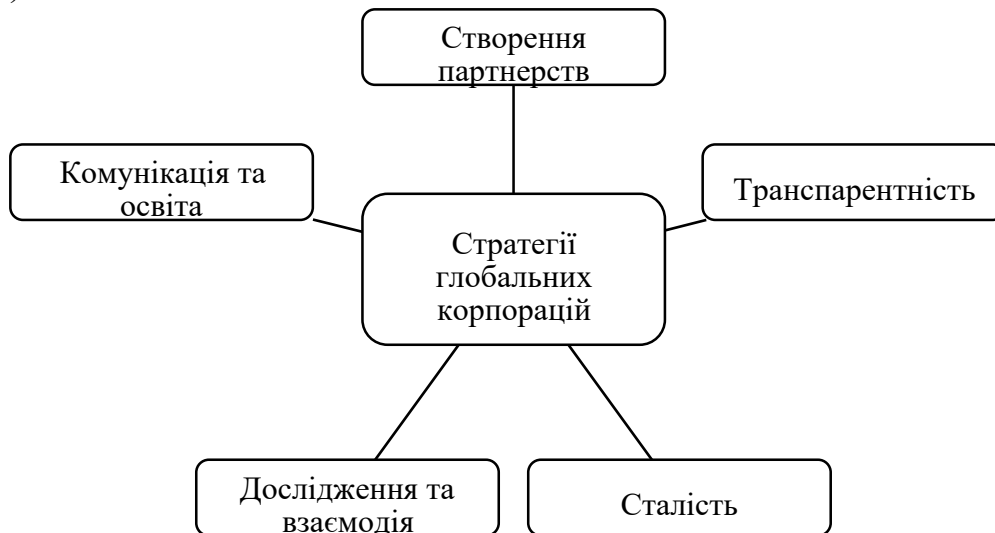 Створення
партнерств
Комунікація та
освіта
Транспарентність
Стратегії
глобальних
корпорацій
Дослідження та
взаємодія
Сталість